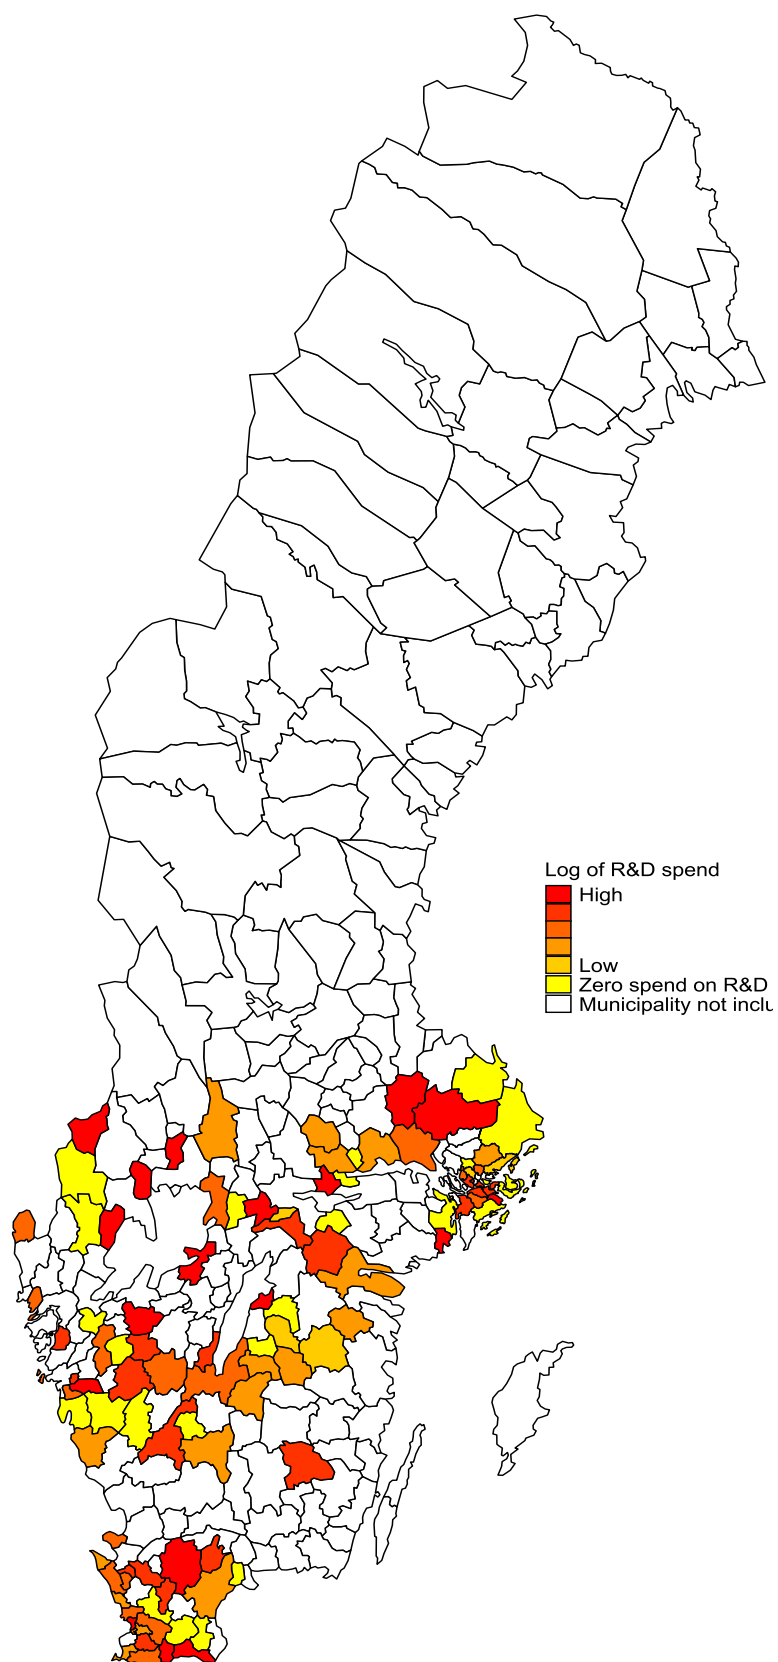 Log of R&D spend
High
Low
Zero spend on R&D
Municipality not inclu